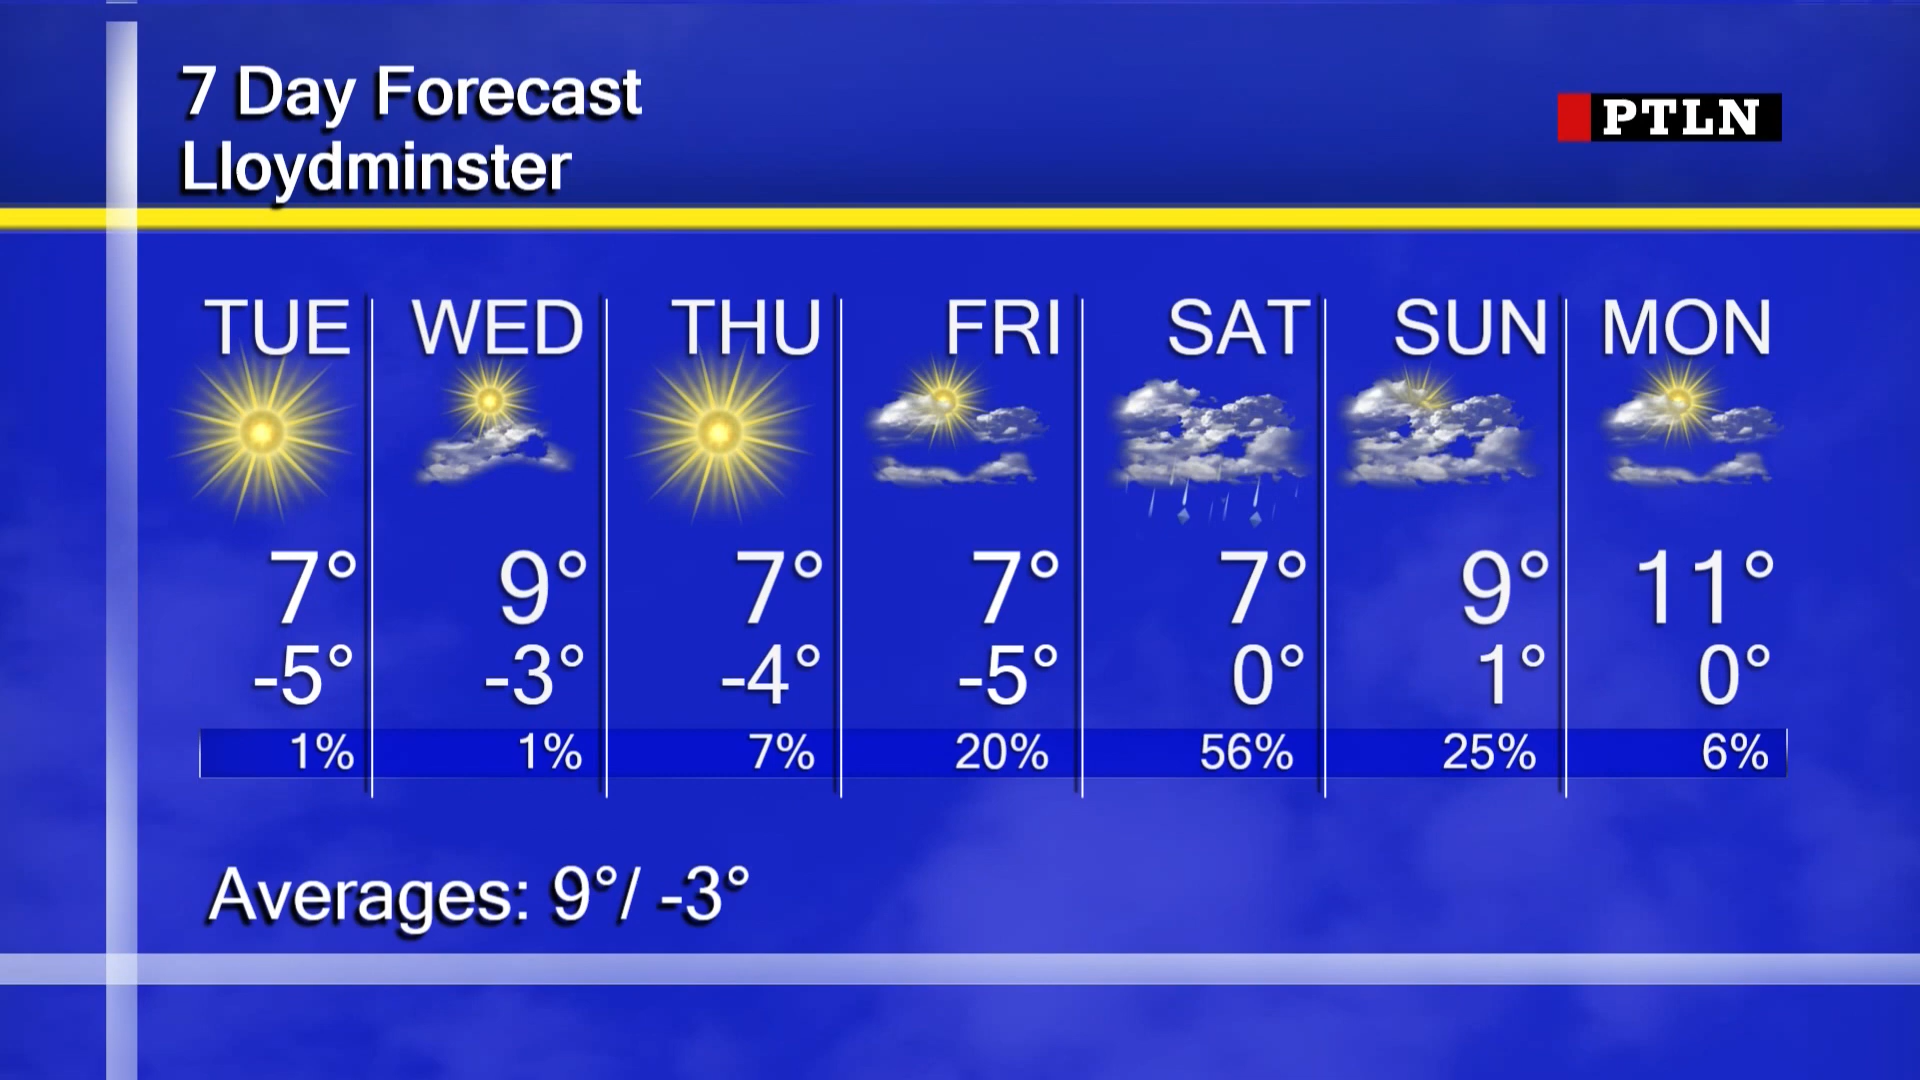 7 Day Forecast
Lloydminster
PTLN
TUE WED THU FRI SAT SUN MON
7° 9° 7° 7° 7° 9° 11°
-5° -3° -4° -5° 0° 1° 0°
1% 1% 7% 20% 56% 25% 6%
Averages: 9°/ -3°